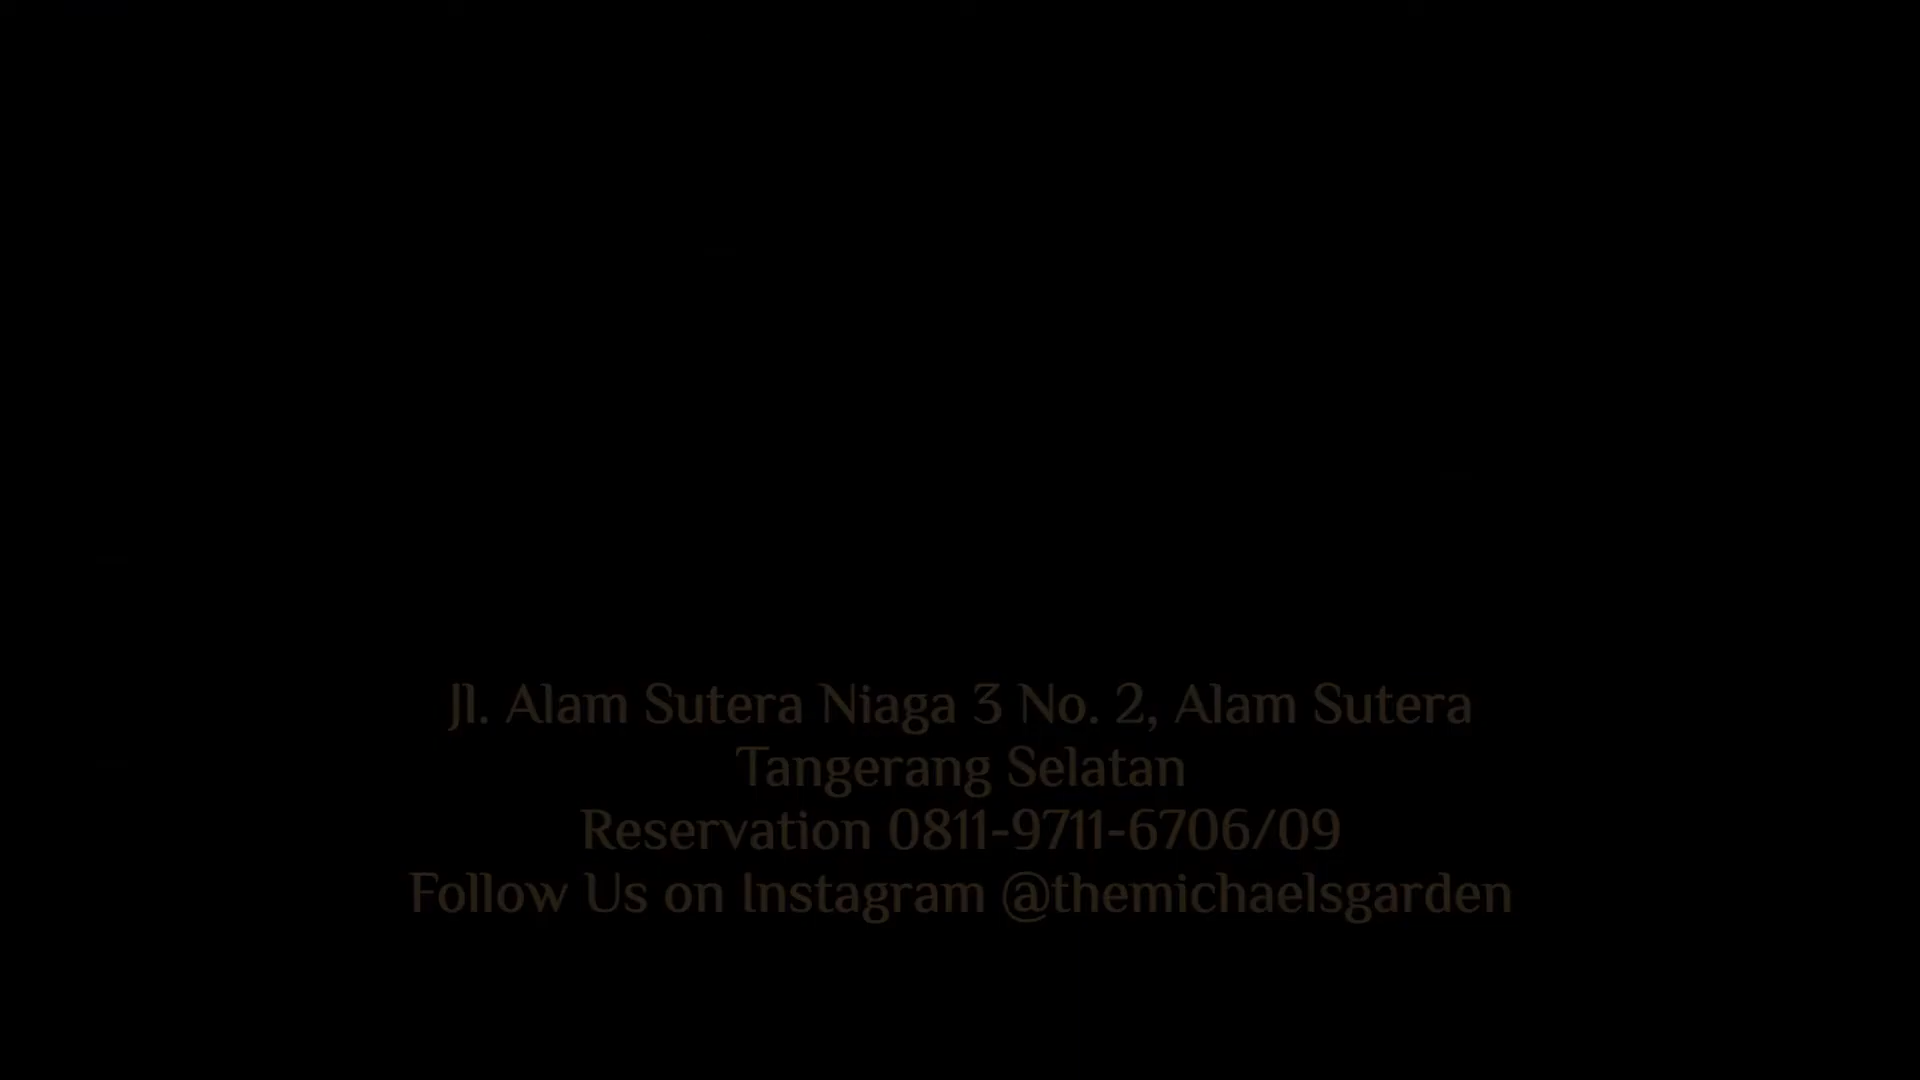 Jl. Alam Sutera Niaga 3 No. 2, Alam Sutera
Tangerang Selatan
Reservation 0811-9711-6706/09
Follow Us on Instagram @themichaelsgarden